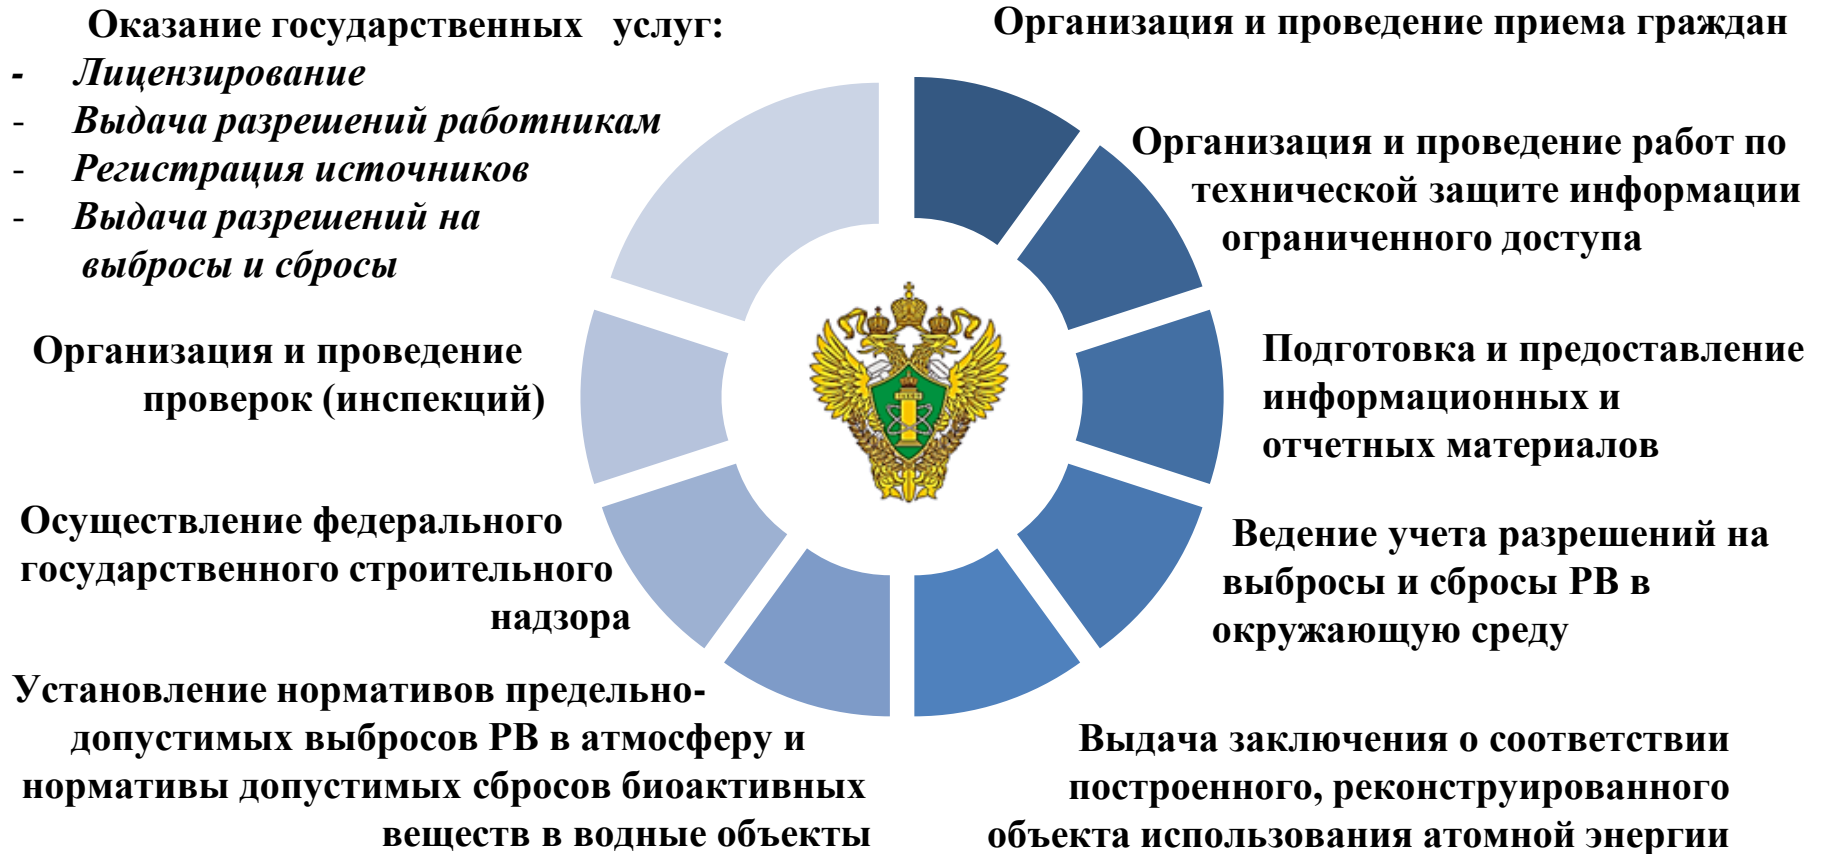 Оказание государственных услуг:
- Лицензирование
- Выдача разрешений работникам
- Регистрация источников
- Выдача разрешений на
выбросы и сбросы
Организация и проведение
проверок (инспекций)
Осуществление федерального
государственного строительного
надзора
Установление нормативов предельно-
допустимых выбросов РВ в атмосферу и
нормативы допустимых сбросов биоактивных
веществ в водные объекты
Организация и проведение приема граждан
Организация и проведение работ по
технической защите информации
ограниченного доступа
Подготовка и предоставление
информационных и
отчетных материалов
Ведение учета разрешений на
выбросы и сбросы РВ в
окружающую среду
Выдача заключения о соответствии
построенного, реконструированного
объекта использования атомной энергии